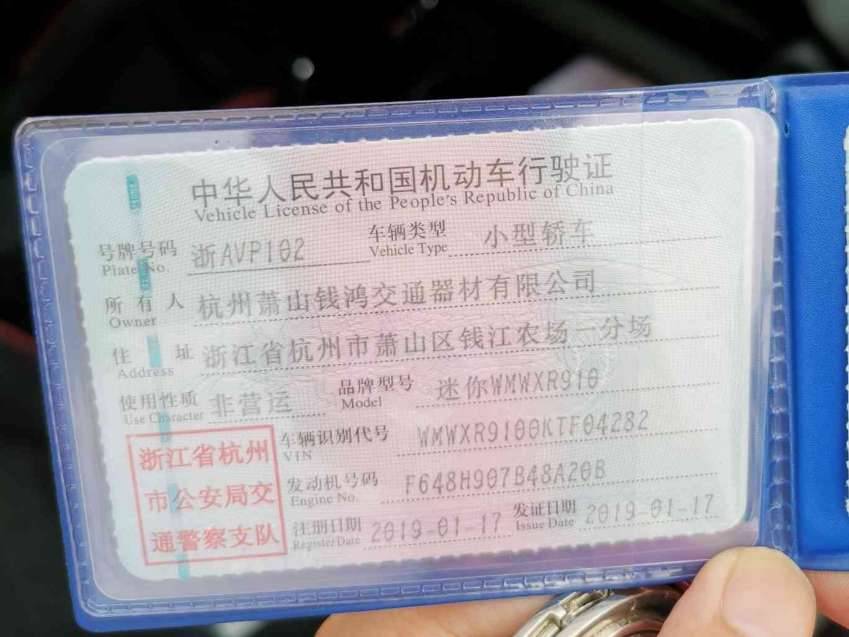 中华人民共和国机动车行驶证
Vehicle License of the People's Republic of China
号牌号码 浙AVP102 车辆类型 小型轿车
Plate No. Vehicle Type
所有人 杭州萧山钱鸿交通器材有限公司
Owner
住址 浙江省杭州市萧山区钱江农场一分场
Address
使用性质 非营运 品牌型号 迷你WMWXR910
Use Character Model
浙江省杭州
市公安局交
通警察支队
车辆识别代号 WMWXR9100KTF04282
VIN
发动机号码 F648H907B48A20B
Engine No.
注册日期 2019-01-17 发证日期 2019-01-17
Register Date Issue Date